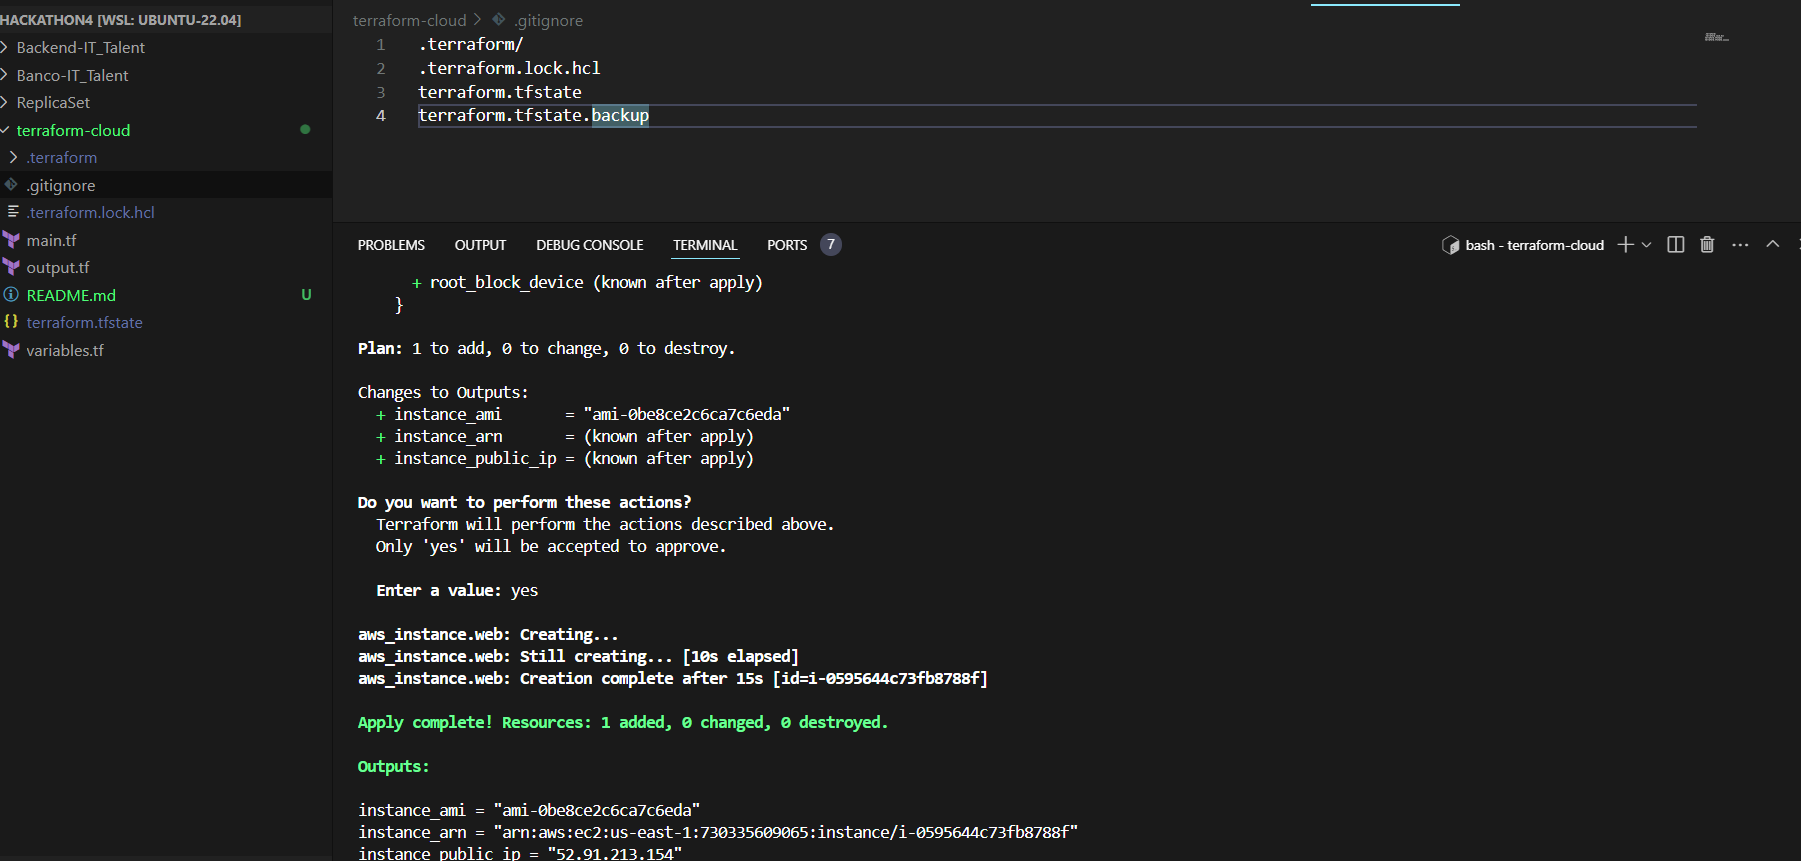 HACKATHON4 [WSL: UBUNTU-22.04]
Backend-IT_Talent
Banco-IT_Talent
ReplicaSet
terraform-cloud
.terraform
.gitignore
.terraform.lock.hcl
main.tf
output.tf
README.md U
terraform.tfstate
variables.tf
terraform-cloud > .gitignore
1 .terraform/
2 .terraform.lock.hcl
3 terraform.tfstate
4 terraform.tfstate.backup
PROBLEMS OUTPUT DEBUG CONSOLE TERMINAL PORTS 7 bash - terraform-cloud
+ root_block_device (known after apply)
}
Plan: 1 to add, 0 to change, 0 to destroy.
Changes to Outputs:
+ instance_ami = "ami-0be8ce2c6ca7c6eda"
+ instance_arn = (known after apply)
+ instance_public_ip = (known after apply)
Do you want to perform these actions?
Terraform will perform the actions described above.
Only 'yes' will be accepted to approve.
Enter a value: yes
aws_instance.web: Creating...
aws_instance.web: Still creating... [10s elapsed]
aws_instance.web: Creation complete after 15s [id=i-0595644c73fb8788f]
Apply complete! Resources: 1 added, 0 changed, 0 destroyed.
Outputs:
instance_ami = "ami-0be8ce2c6ca7c6eda"
instance_arn = "arn:aws:ec2:us-east-1:730335609065:instance/i-0595644c73fb8788f"
instance_public_ip = "52.91.213.154"